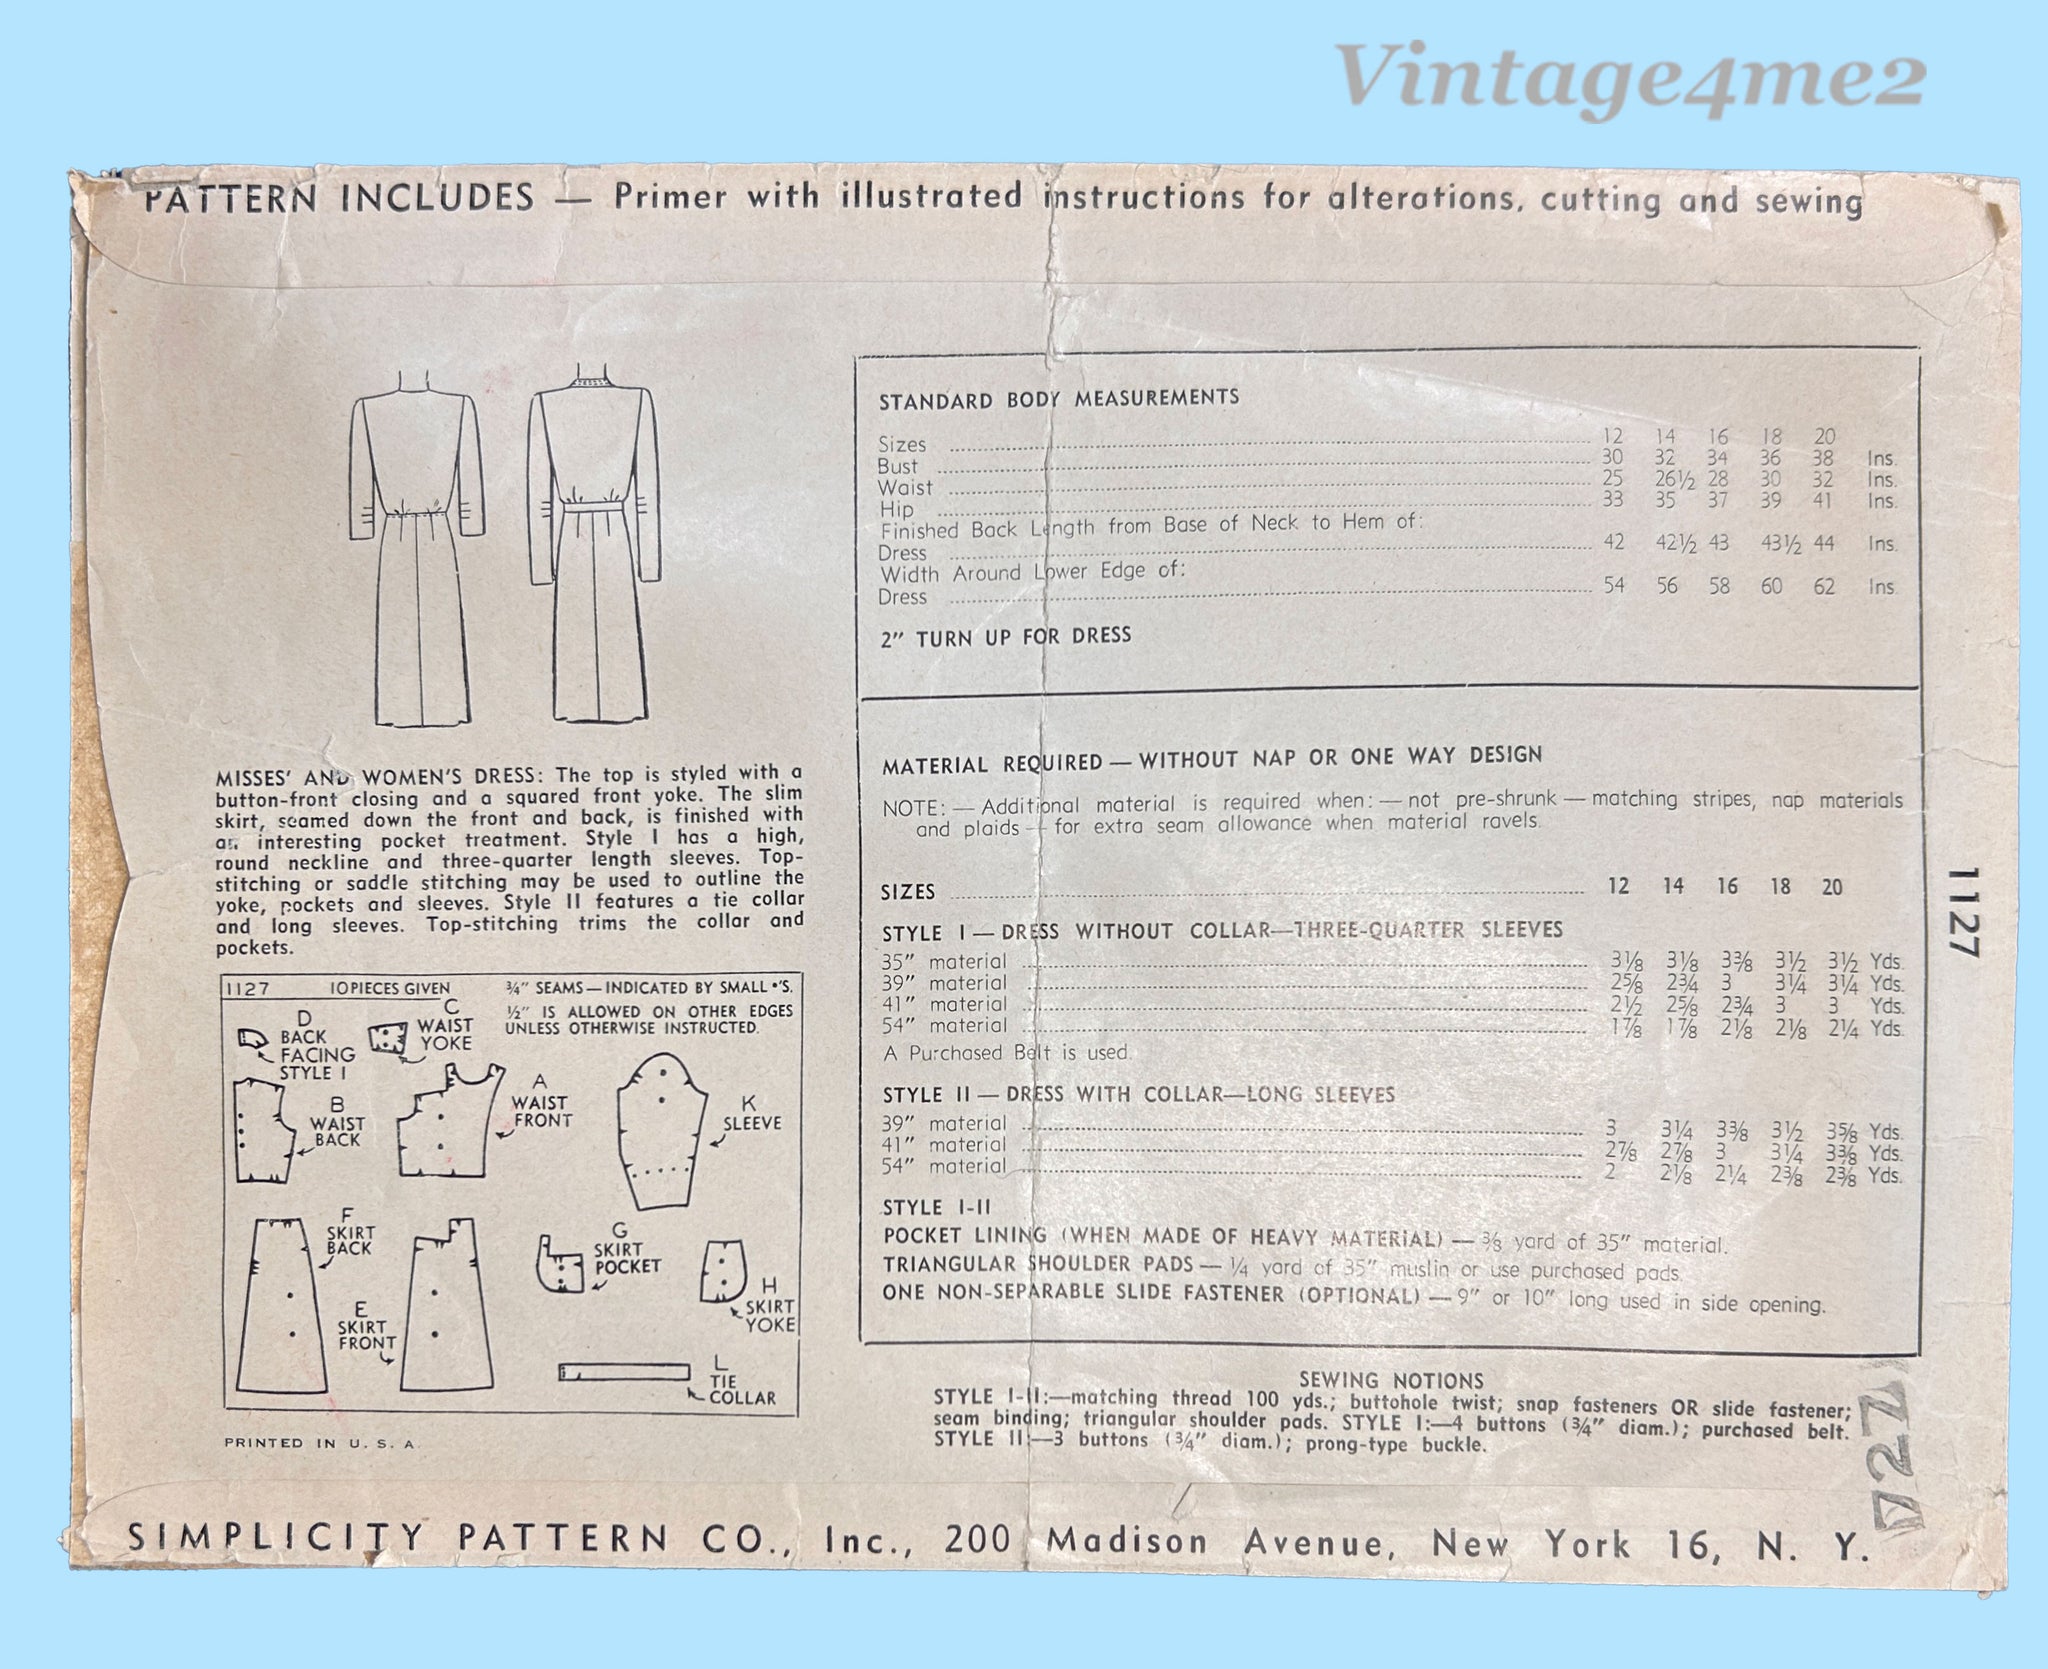 Vintage4me2
PATTERN INCLUDES — Primer with illustrated instructions for alterations, cutting and sewing
MISSES' AND WOMEN'S DRESS: The top is styled with a
button-front closing and a squared front yoke. The slim
skirt, seamed down the front and back, is finished with
an interesting pocket treatment. Style I has a high,
round neckline and three-quarter length sleeves. Top-
stitching or saddle stitching may be used to outline the
yoke, pockets and sleeves. Style II features a tie collar
and long sleeves. Top-stitching trims the collar and
pockets.
1127 10 PIECES GIVEN ¾" SEAMS—INDICATED BY SMALL •'S.
½" IS ALLOWED ON OTHER EDGES
UNLESS OTHERWISE INSTRUCTED.
D
BACK
FACING
STYLE I
C
WAIST
YOKE
B
WAIST
BACK
A
WAIST
FRONT
K
SLEEVE
F
SKIRT
BACK
E
SKIRT
FRONT
G
SKIRT
POCKET
H
SKIRT
YOKE
L
TIE
COLLAR
PRINTED IN U. S. A.
STANDARD BODY MEASUREMENTS
Sizes 12 14 16 18 20
Bust 30 32 34 36 38 Ins.
Waist 25 26½ 28 30 32 Ins.
Hip 33 35 37 39 41 Ins.
Finished Back Length from Base of Neck to Hem of:
Dress 42 42½ 43 43½ 44 Ins.
Width Around Lower Edge of:
Dress 54 56 58 60 62 Ins.
2" TURN UP FOR DRESS
MATERIAL REQUIRED — WITHOUT NAP OR ONE WAY DESIGN
NOTE: — Additional material is required when: — not pre-shrunk — matching stripes, nap materials
and plaids — for extra seam allowance when material ravels.
SIZES 12 14 16 18 20
STYLE I — DRESS WITHOUT COLLAR—THREE-QUARTER SLEEVES
35" material 3⅛ 3⅛ 3⅜ 3½ 3½ Yds.
39" material 2⅝ 2¾ 3 3¼ 3¼ Yds.
41" material 2½ 2⅝ 2¾ 3 3 Yds.
54" material 1⅞ 1⅞ 2⅛ 2⅛ 2¼ Yds.
A Purchased Belt is used.
STYLE II — DRESS WITH COLLAR—LONG SLEEVES
39" material 3 3¼ 3⅜ 3½ 3⅝ Yds.
41" material 2⅞ 2⅞ 3 3¼ 3⅜ Yds.
54" material 2 2⅛ 2¼ 2⅜ 2⅜ Yds.
STYLE I-II
POCKET LINING (WHEN MADE OF HEAVY MATERIAL) — ⅜ yard of 35" material.
TRIANGULAR SHOULDER PADS — ¼ yard of 35" muslin or use purchased pads.
ONE NON-SEPARABLE SLIDE FASTENER (OPTIONAL) — 9" or 10" long used in side opening.
1127
SEWING NOTIONS
STYLE I-II:—matching thread 100 yds.; buttohole twist; snap fasteners OR slide fastener;
seam binding; triangular shoulder pads. STYLE I:—4 buttons (¾" diam.); purchased belt.
STYLE II:—3 buttons (¾" diam.); prong-type buckle.
SIMPLICITY PATTERN CO., Inc., 200 Madison Avenue, New York 16, N. Y.